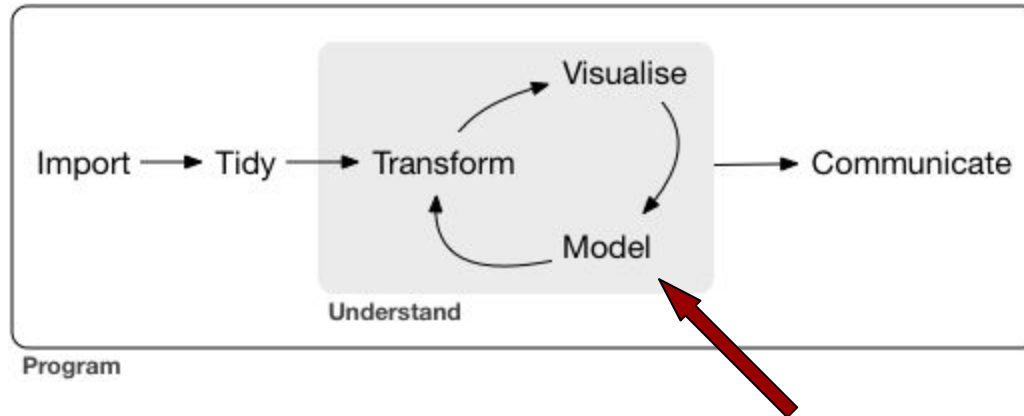 Visualise
Import
Tidy
Transform
Communicate
Model
Understand
Program